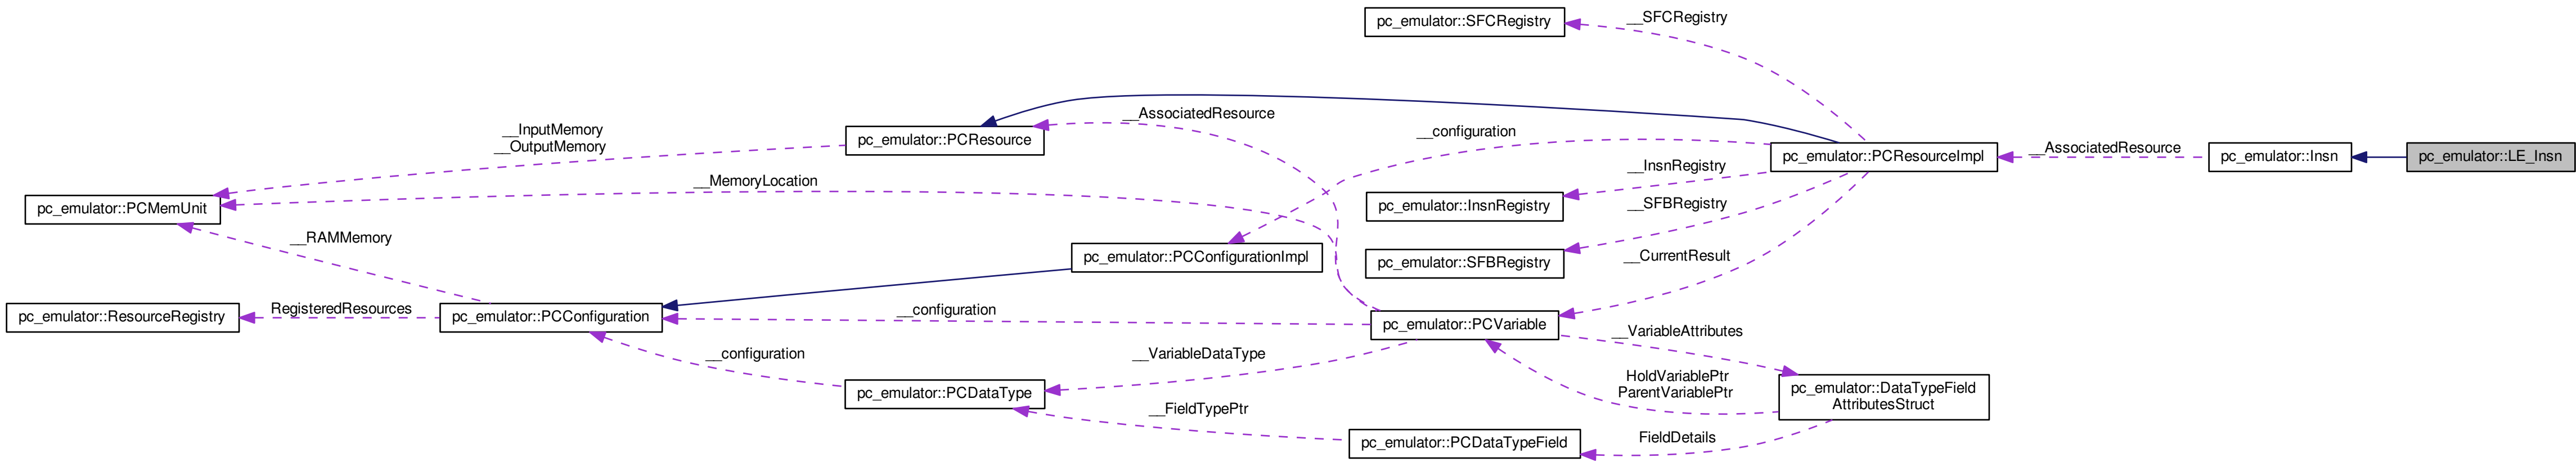 pc_emulator::SFCRegistry
__SFCRegistry
__InputMemory
__OutputMemory
pc_emulator::PCResource
__AssociatedResource
__configuration
pc_emulator::PCResourceImpl
__AssociatedResource
pc_emulator::Insn
pc_emulator::LE_Insn
__InsnRegistry
pc_emulator::PCMemUnit
__MemoryLocation
pc_emulator::InsnRegistry
__SFBRegistry
__RAMMemory
pc_emulator::PCConfigurationImpl
pc_emulator::SFBRegistry
__CurrentResult
pc_emulator::ResourceRegistry
RegisteredResources
pc_emulator::PCConfiguration
__configuration
pc_emulator::PCVariable
__VariableAttributes
__configuration
__VariableDataType
HoldVariablePtr
ParentVariablePtr
pc_emulator::DataTypeField
AttributesStruct
pc_emulator::PCDataType
__FieldTypePtr
pc_emulator::PCDataTypeField
FieldDetails